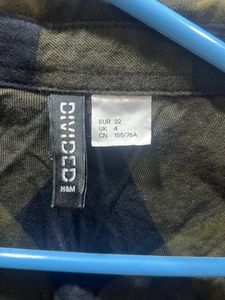 DIVIDED
H&M
EUR 32
UK 4
CN 155/76A